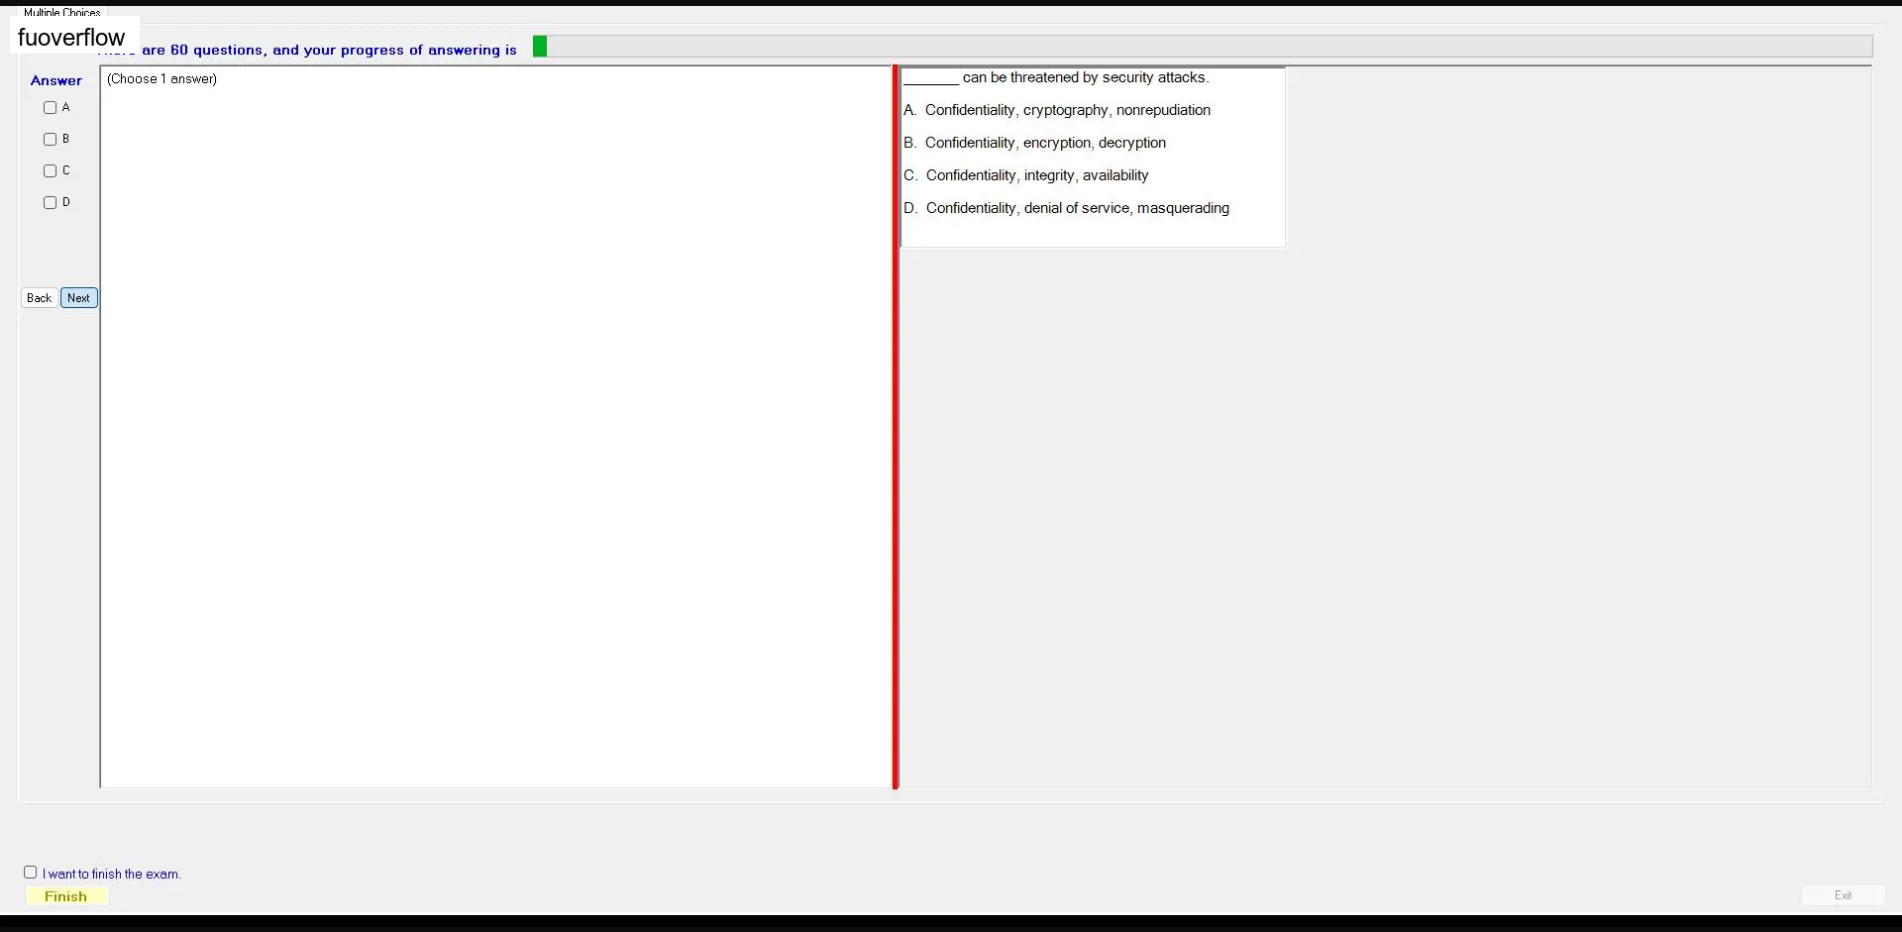 Multiple Choices
fuoverflow
are 60 questions, and your progress of answering is
Answer
(Choose 1 answer)
A
B
C
D
Back Next
_______ can be threatened by security attacks.
A. Confidentiality, cryptography, nonrepudiation
B. Confidentiality, encryption, decryption
C. Confidentiality, integrity, availability
D. Confidentiality, denial of service, masquerading
I want to finish the exam.
Finish
Exit